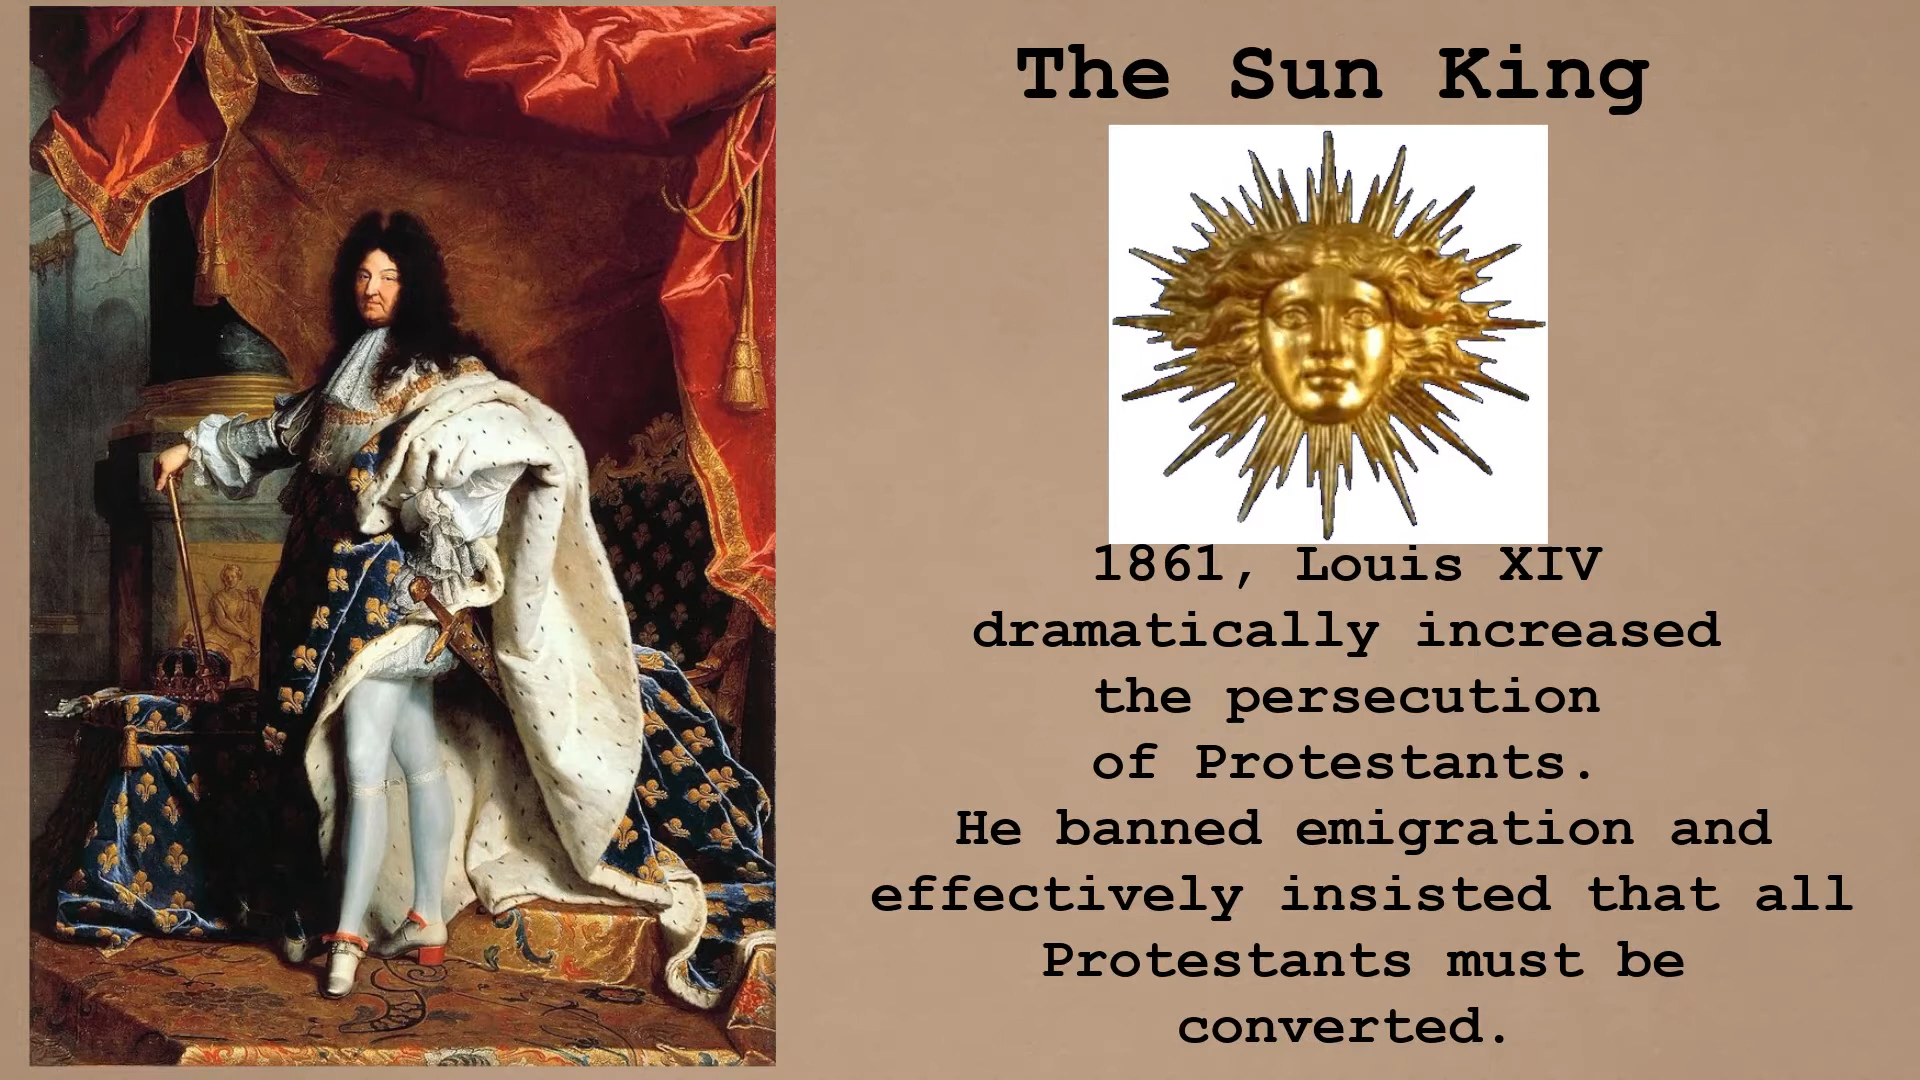 The Sun King
1861, Louis XIV
dramatically increased
the persecution
of Protestants.
He banned emigration and
effectively insisted that all
Protestants must be
converted.